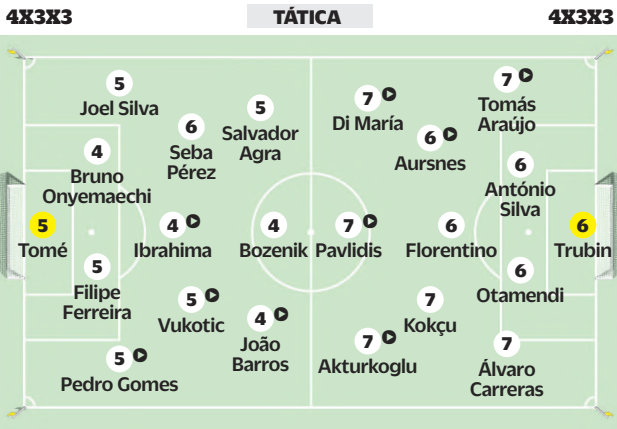 4X3X3
TÁTICA
4X3X3
5
Joel Silva
4
Bruno
Onyemaechi
5
Tomé
5
Filipe
Ferreira
5
Pedro Gomes
6
Seba
Pérez
4
Ibrahima
5
Vukotic
5
Salvador
Agra
4
Bozenik
4
João
Barros
7
Di María
7
Pavlidis
7
Akturkoglu
6
Aursnes
6
Florentino
7
Kokçu
7
Tomás
Araújo
6
António
Silva
6
Otamendi
7
Álvaro
Carreras
6
Trubin